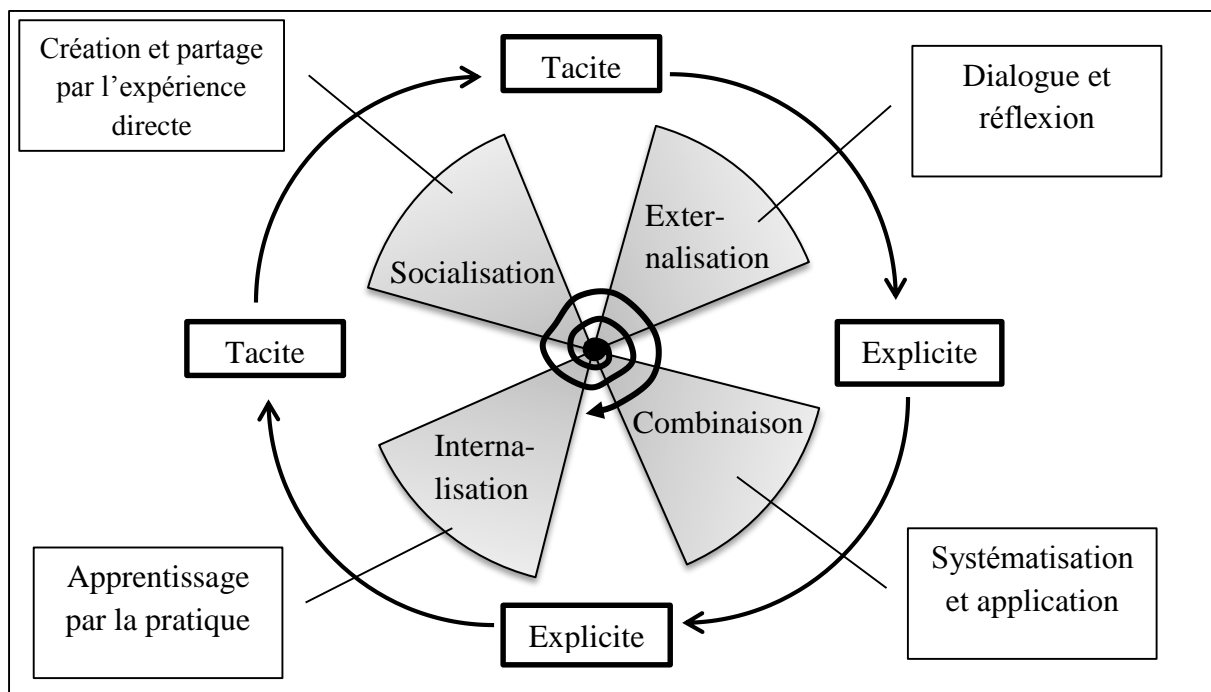 Création et partage
par l’expérience
directe
Tacite
Dialogue et
réflexion
Exter-
nalisation
Socialisation
Tacite
Explicite
Combinaison
Interna-
lisation
Apprentissage
par la pratique
Explicite
Systématisation
et application